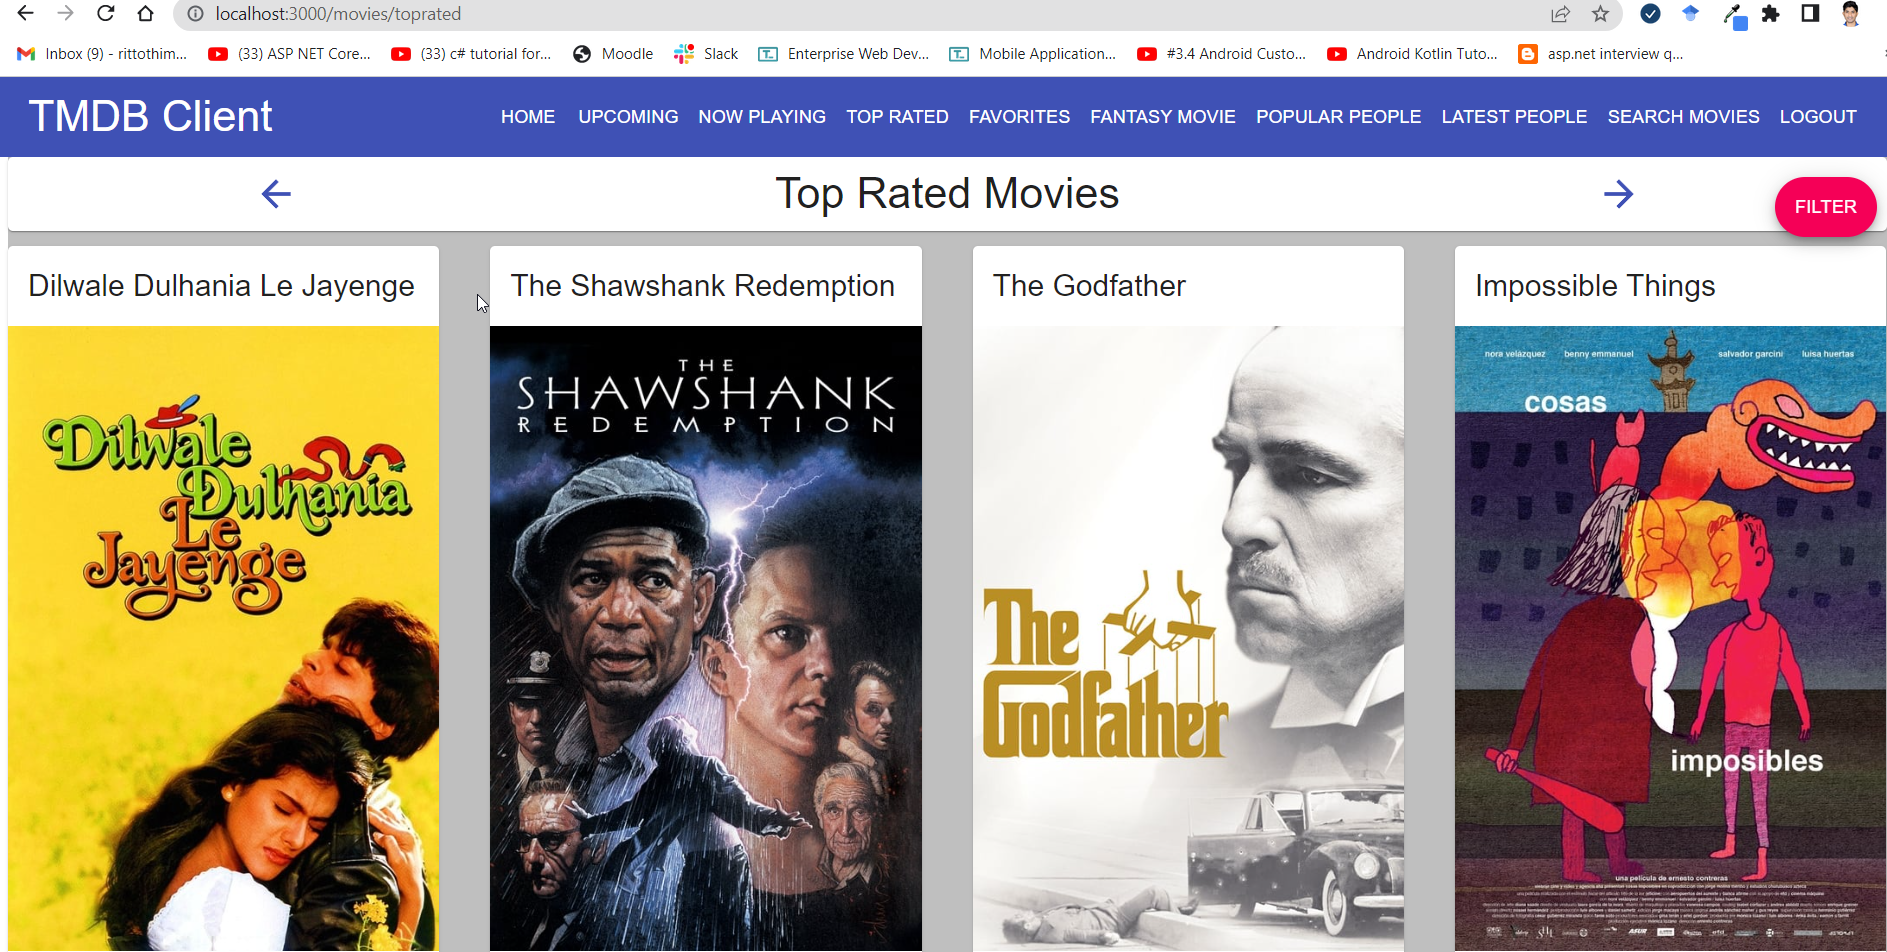 localhost:3000/movies/toprated
Inbox (9) - rittothim... (33) ASP NET Core... (33) c# tutorial for... Moodle Slack Enterprise Web Dev... Mobile Application... #3.4 Android Custo... Android Kotlin Tuto... asp.net interview q...
TMDB Client HOME UPCOMING NOW PLAYING TOP RATED FAVORITES FANTASY MOVIE POPULAR PEOPLE LATEST PEOPLE SEARCH MOVIES LOGOUT
Top Rated Movies
FILTER
Dilwale Dulhania Le Jayenge
Dilwale
Dulhania
Le
Jayenge
The Shawshank Redemption
THE
SHAWSHANK
REDEMPTION
The Godfather
The
Godfather
Impossible Things
nora velázquez benny emmanuel salvador garcini luisa huertas
cosas
imposibles
una película de ernesto contreras